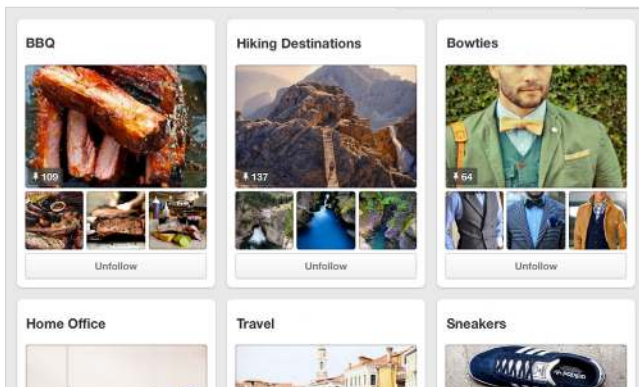 BBQ
Hiking Destinations
Bowties
109
137
64
Unfollow
Unfollow
Unfollow
Home Office
Travel
Sneakers